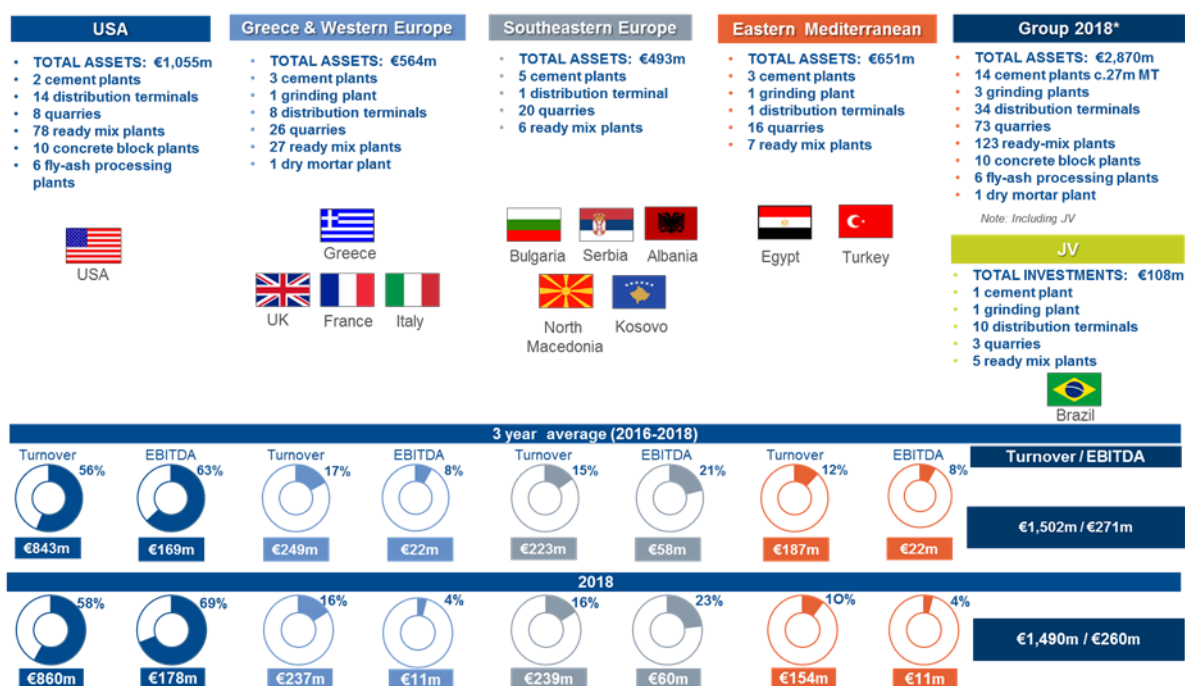 USA
TOTAL ASSETS: €1,055m
2 cement plants
14 distribution terminals
8 quarries
78 ready mix plants
10 concrete block plants
6 fly-ash processing
plants
USA
Greece & Western Europe
TOTAL ASSETS: €564m
3 cement plants
1 grinding plant
8 distribution terminals
26 quarries
27 ready mix plants
1 dry mortar plant
Greece
UK
France
Italy
Southeastern Europe
TOTAL ASSETS: €493m
5 cement plants
1 distribution terminal
20 quarries
6 ready mix plants
Bulgaria
Serbia
Albania
North
Macedonia
Kosovo
Eastern Mediterranean
TOTAL ASSETS: €651m
3 cement plants
1 grinding plant
1 distribution terminals
16 quarries
7 ready mix plants
Egypt
Turkey
Group 2018*
TOTAL ASSETS: €2,870m
14 cement plants c.27m MT
3 grinding plants
34 distribution terminals
73 quarries
123 ready-mix plants
10 concrete block plants
6 fly-ash processing plants
1 dry mortar plant
Note: Including JV
JV
TOTAL INVESTMENTS: €108m
1 cement plant
1 grinding plant
10 distribution terminals
3 quarries
5 ready mix plants
Brazil
3 year average (2016-2018)
Turnover
56%
€843m
EBITDA
63%
€169m
Turnover
17%
€249m
EBITDA
8%
€22m
Turnover
15%
€223m
EBITDA
21%
€58m
Turnover
12%
€187m
EBITDA
8%
€22m
Turnover / EBITDA
€1,502m / €271m
2018
58%
€860m
69%
€178m
16%
€237m
4%
€11m
16%
€239m
23%
€60m
10%
€154m
4%
€11m
€1,490m / €260m